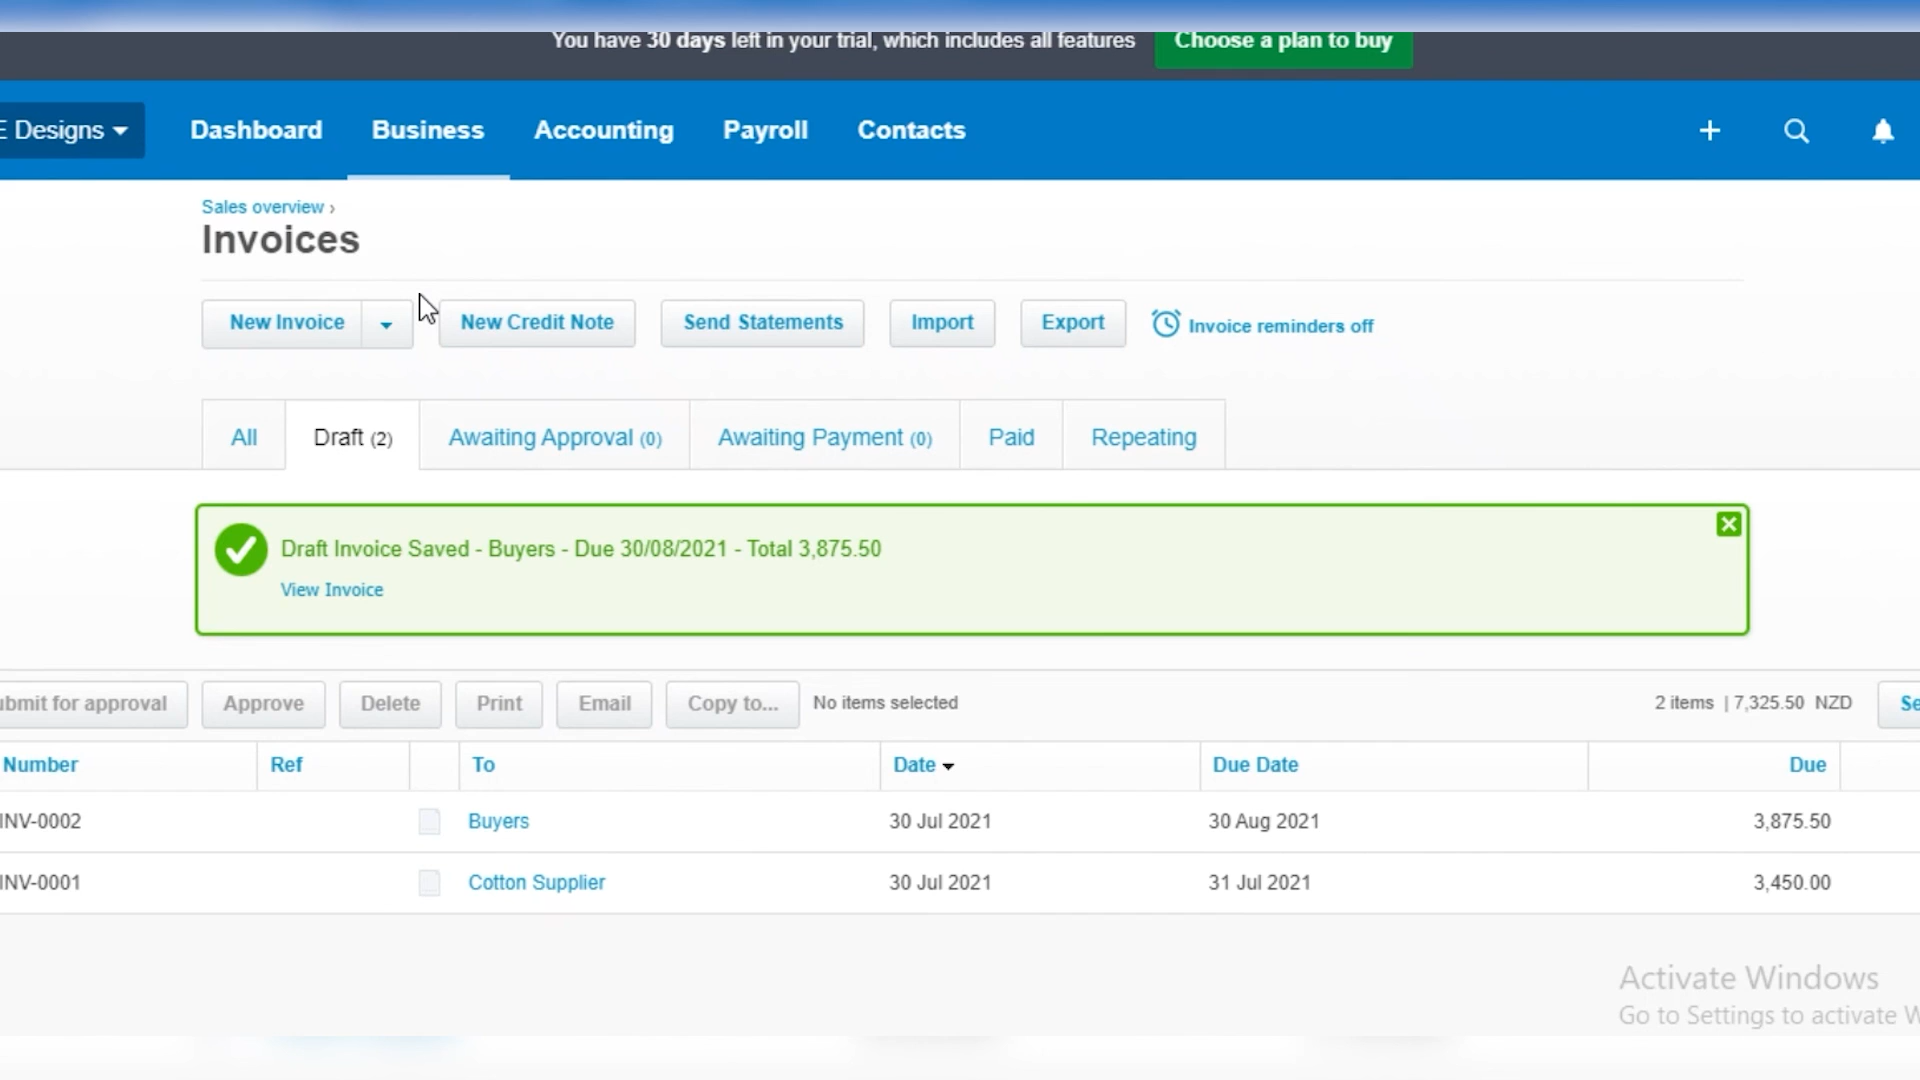 You have 30 days left in your trial, which includes all features Choose a plan to buy
E Designs Dashboard Business Accounting Payroll Contacts
Sales overview ›
Invoices
New Invoice New Credit Note Send Statements Import Export Invoice reminders off
All Draft (2) Awaiting Approval (0) Awaiting Payment (0) Paid Repeating
Draft Invoice Saved - Buyers - Due 30/08/2021 - Total 3,875.50
View Invoice
ubmit for approval Approve Delete Print Email Copy to... No items selected 2 items | 7,325.50 NZD Se
Number Ref To Date Due Date Due
INV-0002 Buyers 30 Jul 2021 30 Aug 2021 3,875.50
INV-0001 Cotton Supplier 30 Jul 2021 31 Jul 2021 3,450.00
Activate Windows
Go to Settings to activate W